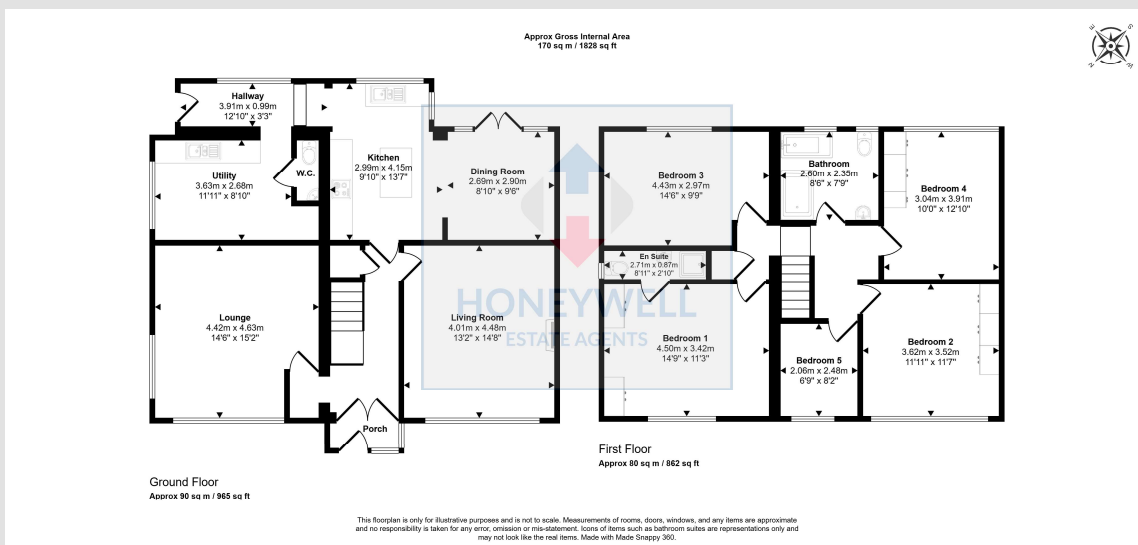 Approx Gross Internal Area
170 sq m / 1828 sq ft
Hallway
3.91m x 0.99m
12'10" x 3'3"
Utility
3.63m x 2.68m
11'11" x 8'10"
W.C.
Kitchen
2.99m x 4.15m
9'10" x 13'7"
Dining Room
2.69m x 2.90m
8'10" x 9'6"
Lounge
4.42m x 4.63m
14'6" x 15'2"
Living Room
4.01m x 4.48m
13'2" x 14'8"
Porch
Ground Floor
Approx 90 sq m / 965 sq ft
Bedroom 3
4.43m x 2.97m
14'6" x 9'9"
Bathroom
2.60m x 2.35m
8'6" x 7'9"
Bedroom 4
3.04m x 3.91m
10'0" x 12'10"
En Suite
2.71m x 0.87m
8'11" x 2'10"
Bedroom 1
4.50m x 3.42m
14'9" x 11'3"
Bedroom 5
2.06m x 2.48m
6'9" x 8'2"
Bedroom 2
3.62m x 3.52m
11'11" x 11'7"
First Floor
Approx 80 sq m / 862 sq ft
HONEYWELL
ESTATE AGENTS
N
E
S
W
This floorplan is only for illustrative purposes and is not to scale. Measurements of rooms, doors, windows, and any items are approximate
and no responsibility is taken for any error, omission or mis-statement. Icons of items such as bathroom suites are representations only and
may not look like the real items. Made with Made Snappy 360.